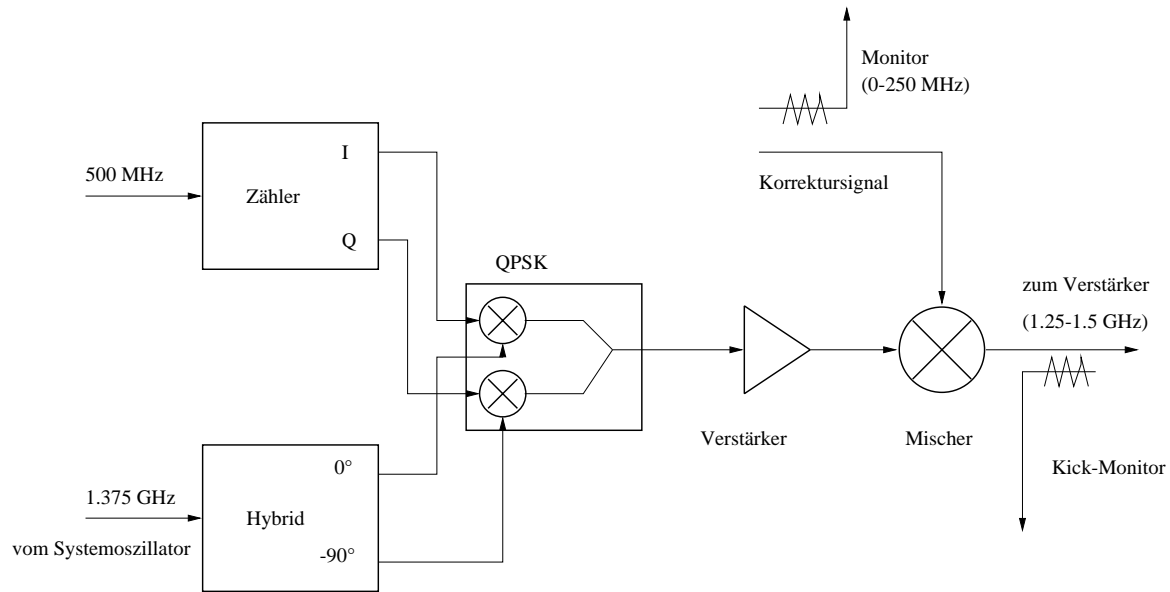 Monitor
(0-250 MHz)
500 MHz
I
Zähler
Q
Korrektursignal
QPSK
zum Verstärker
(1.25-1.5 GHz)
Verstärker
Mischer
Kick-Monitor
0°
1.375 GHz
Hybrid
vom Systemoszillator
-90°